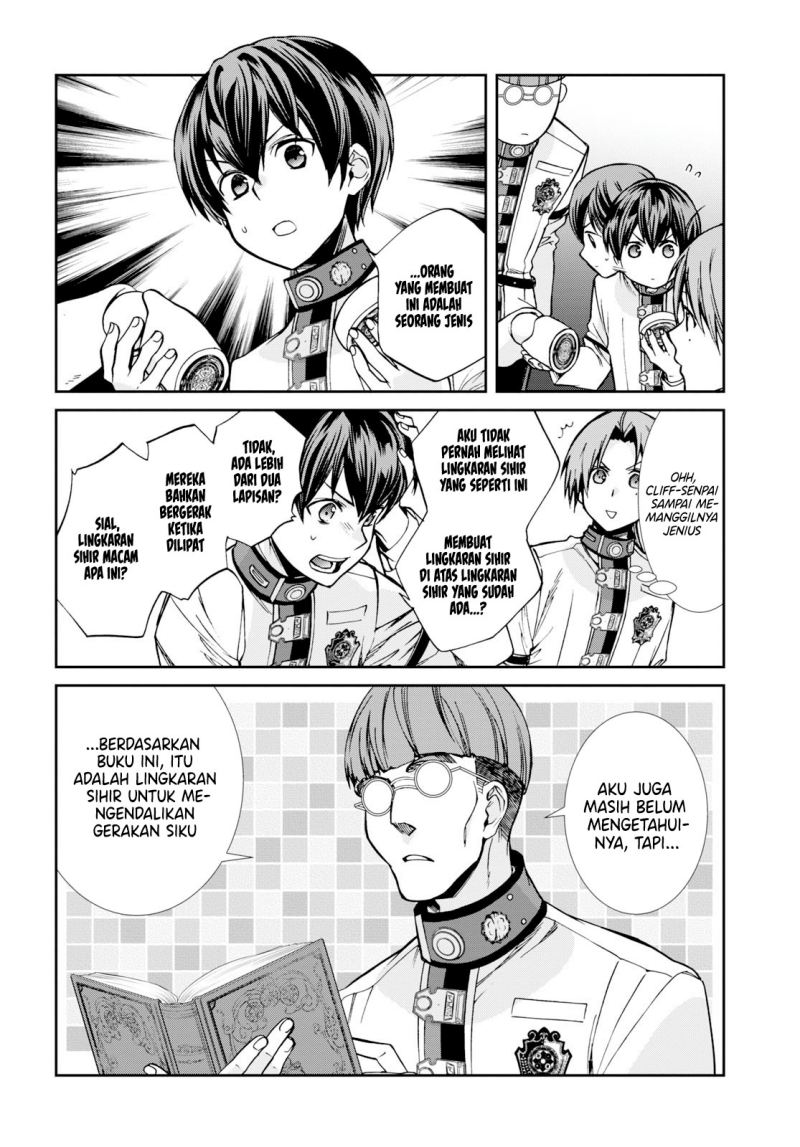 ...ORANG
YANG MEMBUAT
INI ADALAH
SEORANG JENIS
OHH,
CLIFF-SENPAI
SAMPAI ME-
MANGGILNYA
JENIUS
AKU TIDAK
PERNAH MELIHAT
LINGKARAN SIHIR
YANG SEPERTI INI
MEMBUAT
LINGKARAN SIHIR
DI ATAS LINGKARAN
SIHIR YANG SUDAH
ADA...?
TIDAK,
ADA LEBIH
DARI DUA
LAPISAN?
MEREKA
BAHKAN
BERGERAK
KETIKA
DILIPAT
SIAL,
LINGKARAN
SIHIR MACAM
APA INI?
AKU JUGA
MASIH BELUM
MENGETAHUI-
NYA, TAPI...
...BERDASARKAN
BUKU INI, ITU
ADALAH LINGKARAN
SIHIR UNTUK ME-
NGENDALIKAN
GERAKAN SIKU